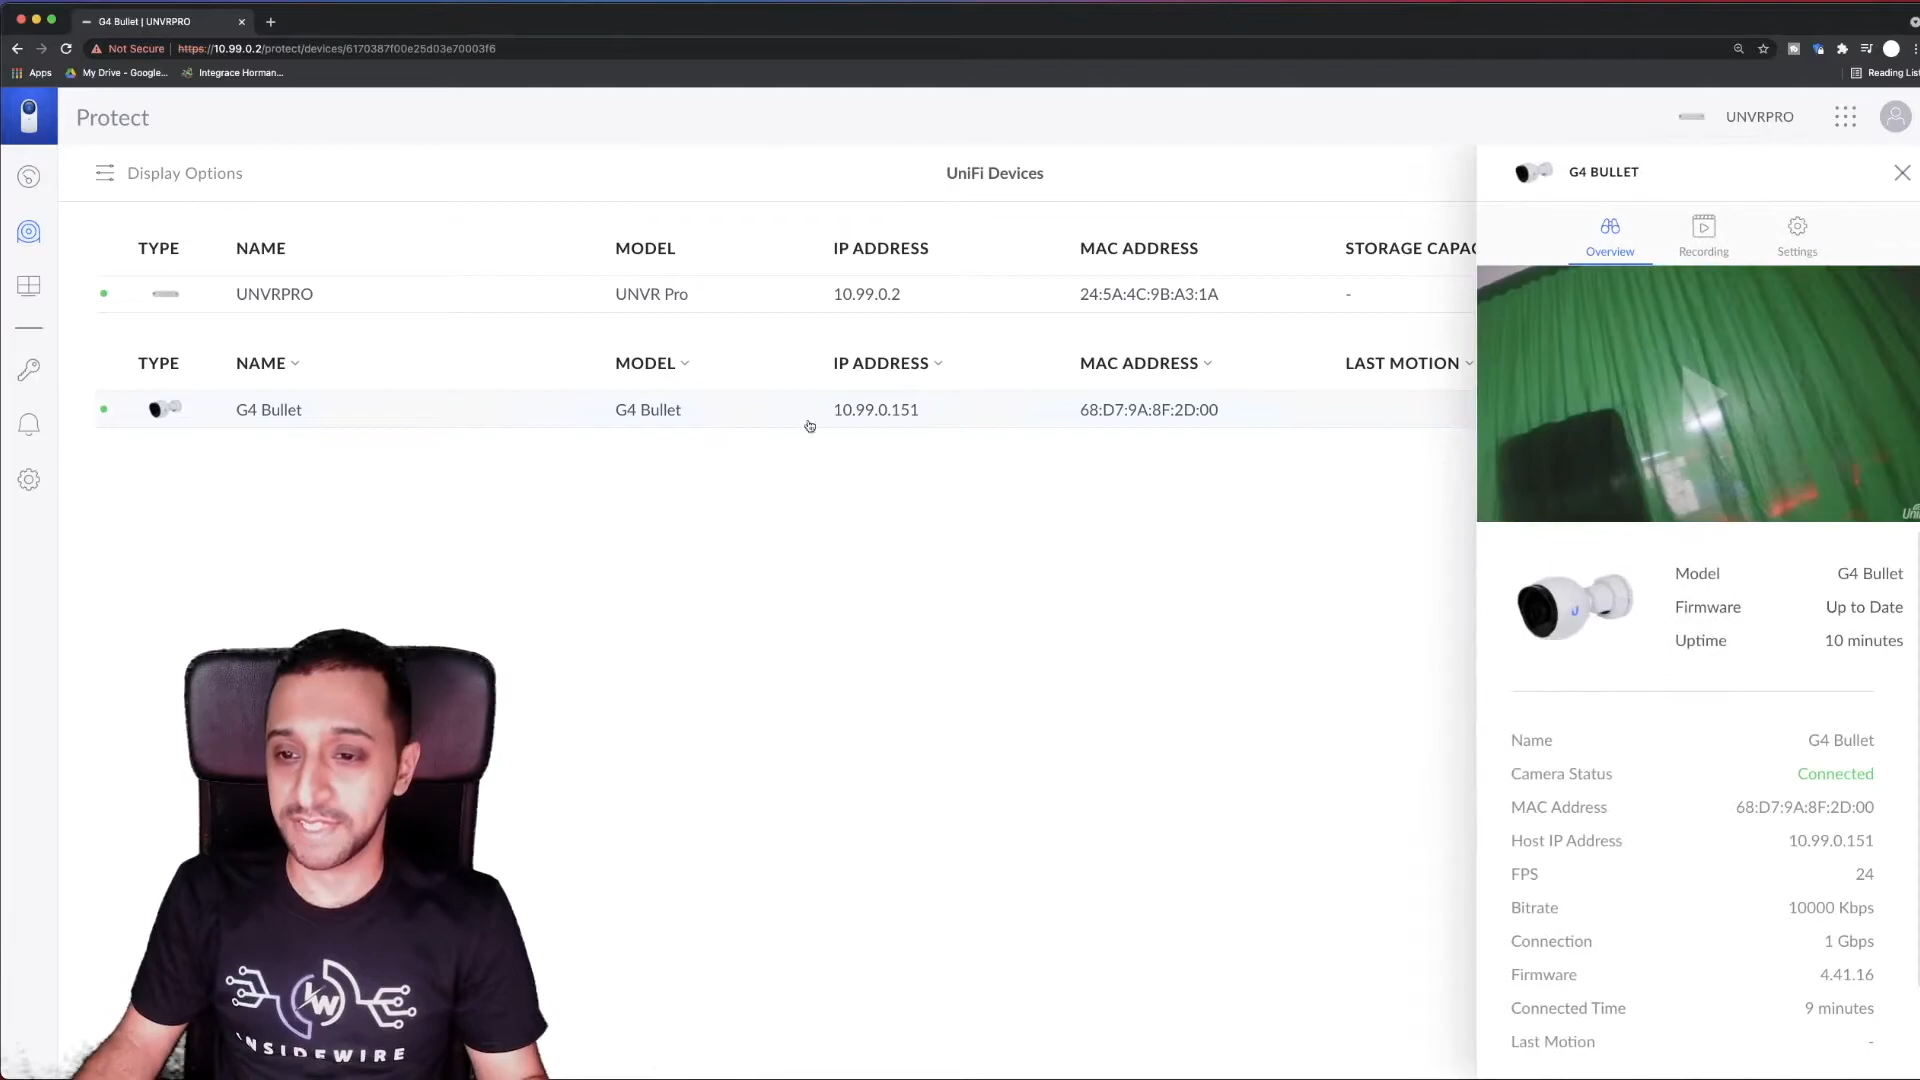 G4 Bullet | UNVRPRO
Not Secure | https://10.99.0.2/protect/devices/6170387f00e25d03e70003f6
Apps My Drive - Google... Integrace Horman... Reading List
Protect UNVRPRO
Display Options UniFi Devices G4 BULLET
Overview Recording Settings
TYPE NAME MODEL IP ADDRESS MAC ADDRESS STORAGE CAPAC
UNVRPRO UNVR Pro 10.99.0.2 24:5A:4C:9B:A3:1A -
TYPE NAME MODEL IP ADDRESS MAC ADDRESS LAST MOTION
G4 Bullet G4 Bullet 10.99.0.151 68:D7:9A:8F:2D:00
Uni
Model G4 Bullet
Firmware Up to Date
Uptime 10 minutes
Name G4 Bullet
Camera Status Connected
MAC Address 68:D7:9A:8F:2D:00
Host IP Address 10.99.0.151
FPS 24
Bitrate 10000 Kbps
Connection 1 Gbps
Firmware 4.41.16
Connected Time 9 minutes
Last Motion -
IW
INSIDEWIRE